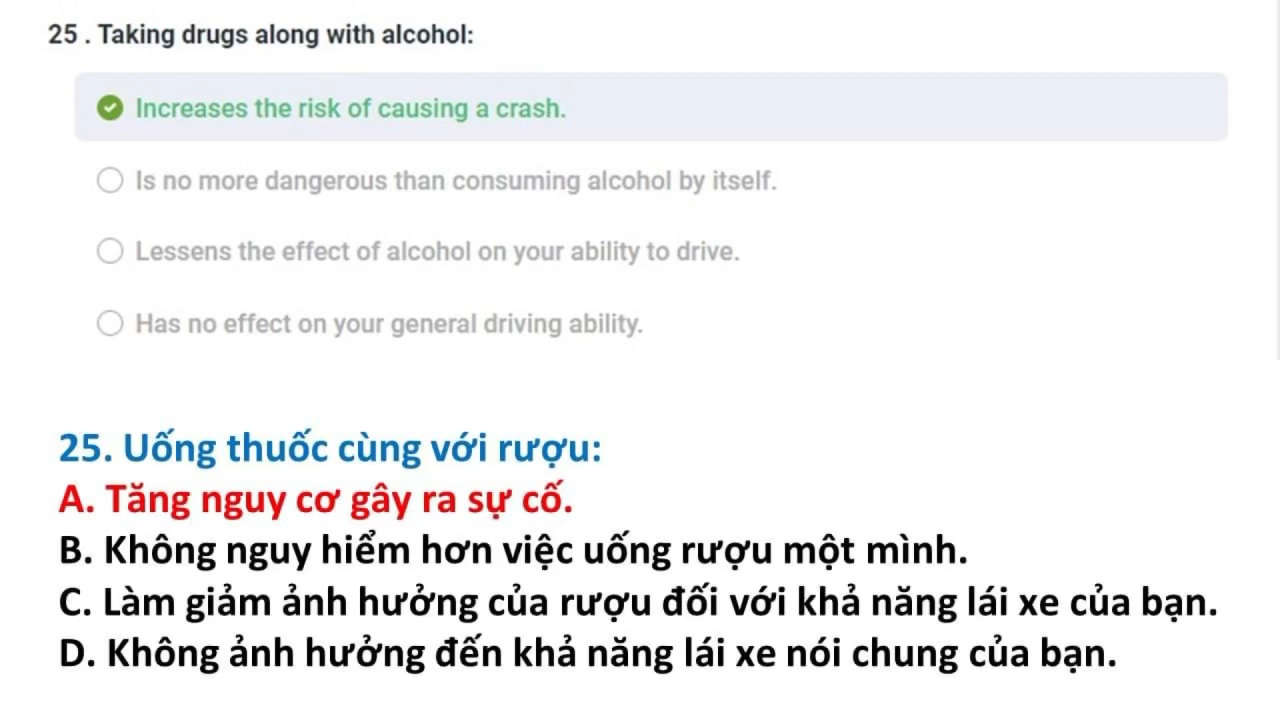 25 . Taking drugs along with alcohol:
Increases the risk of causing a crash.
Is no more dangerous than consuming alcohol by itself.
Lessens the effect of alcohol on your ability to drive.
Has no effect on your general driving ability.
25. Uống thuốc cùng với rượu:
A. Tăng nguy cơ gây ra sự cố.
B. Không nguy hiểm hơn việc uống rượu một mình.
C. Làm giảm ảnh hưởng của rượu đối với khả năng lái xe của bạn.
D. Không ảnh hưởng đến khả năng lái xe nói chung của bạn.